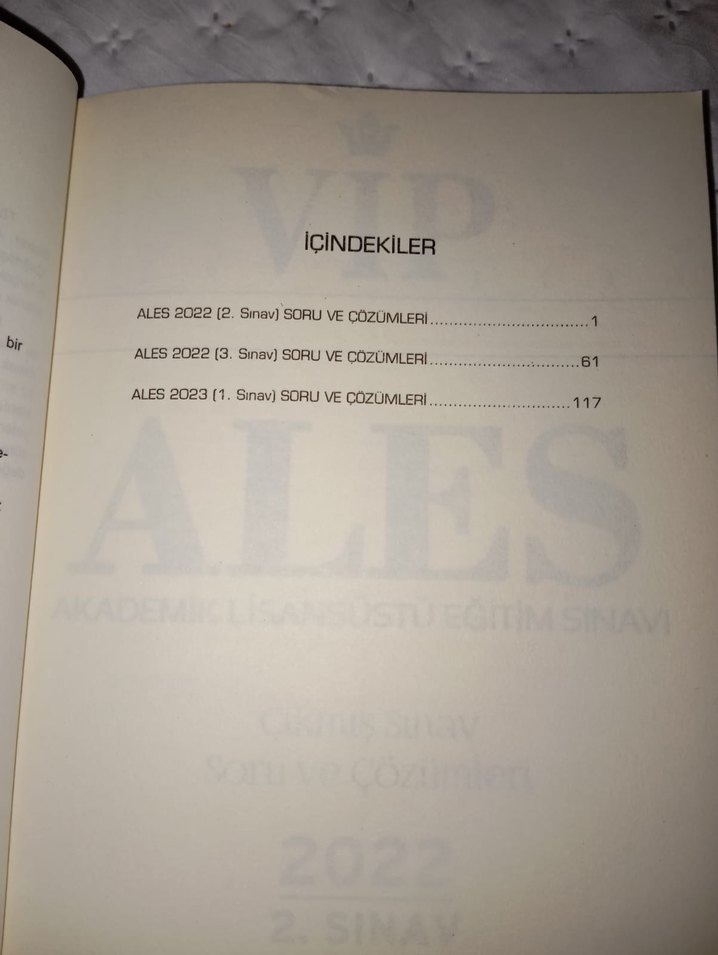 VIP
İÇİNDEKİLER
ALES 2022 (2. Sınav) SORU VE ÇÖZÜMLERİ.................................1
ALES 2022 (3. Sınav) SORU VE ÇÖZÜMLERİ...............................61
ALES 2023 (1. Sınav) SORU VE ÇÖZÜMLERİ.............................117
bir
e-
ALES
AKADEMİK LİSANSÜSTÜ EĞİTİM SINAVI
Çıkmış Sınav
Soru ve Çözümleri
2022
2. SINAV